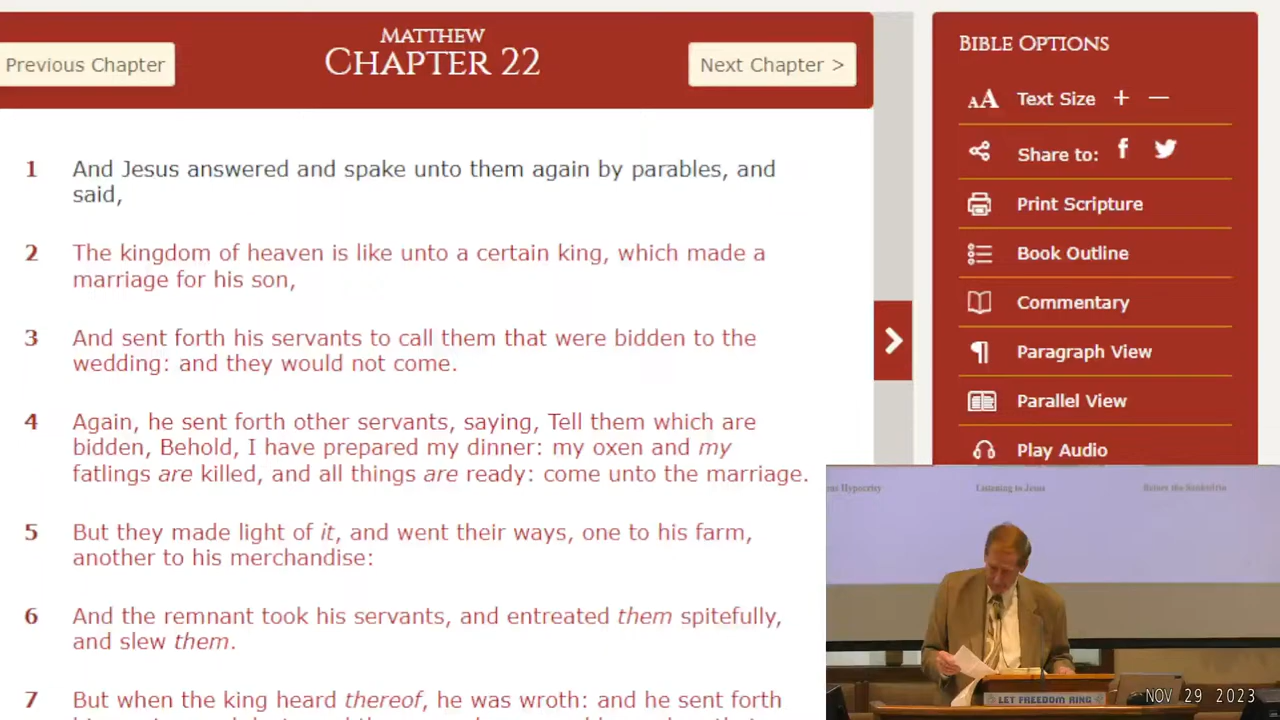 MATTHEW
CHAPTER 22
Previous Chapter
Next Chapter >
1 And Jesus answered and spake unto them again by parables, and
said,
2 The kingdom of heaven is like unto a certain king, which made a
marriage for his son,
3 And sent forth his servants to call them that were bidden to the
wedding: and they would not come.
4 Again, he sent forth other servants, saying, Tell them which are
bidden, Behold, I have prepared my dinner: my oxen and my
fatlings are killed, and all things are ready: come unto the marriage.
5 But they made light of it, and went their ways, one to his farm,
another to his merchandise:
6 And the remnant took his servants, and entreated them spitefully,
and slew them.
7 But when the king heard thereof, he was wroth: and he sent forth
BIBLE OPTIONS
AA Text Size + −
Share to: f
Print Scripture
Book Outline
Commentary
Paragraph View
Parallel View
Play Audio
Hypocrisy
Listening to Jesus
Before the
LET FREEDOM RING
NOV 29 2023